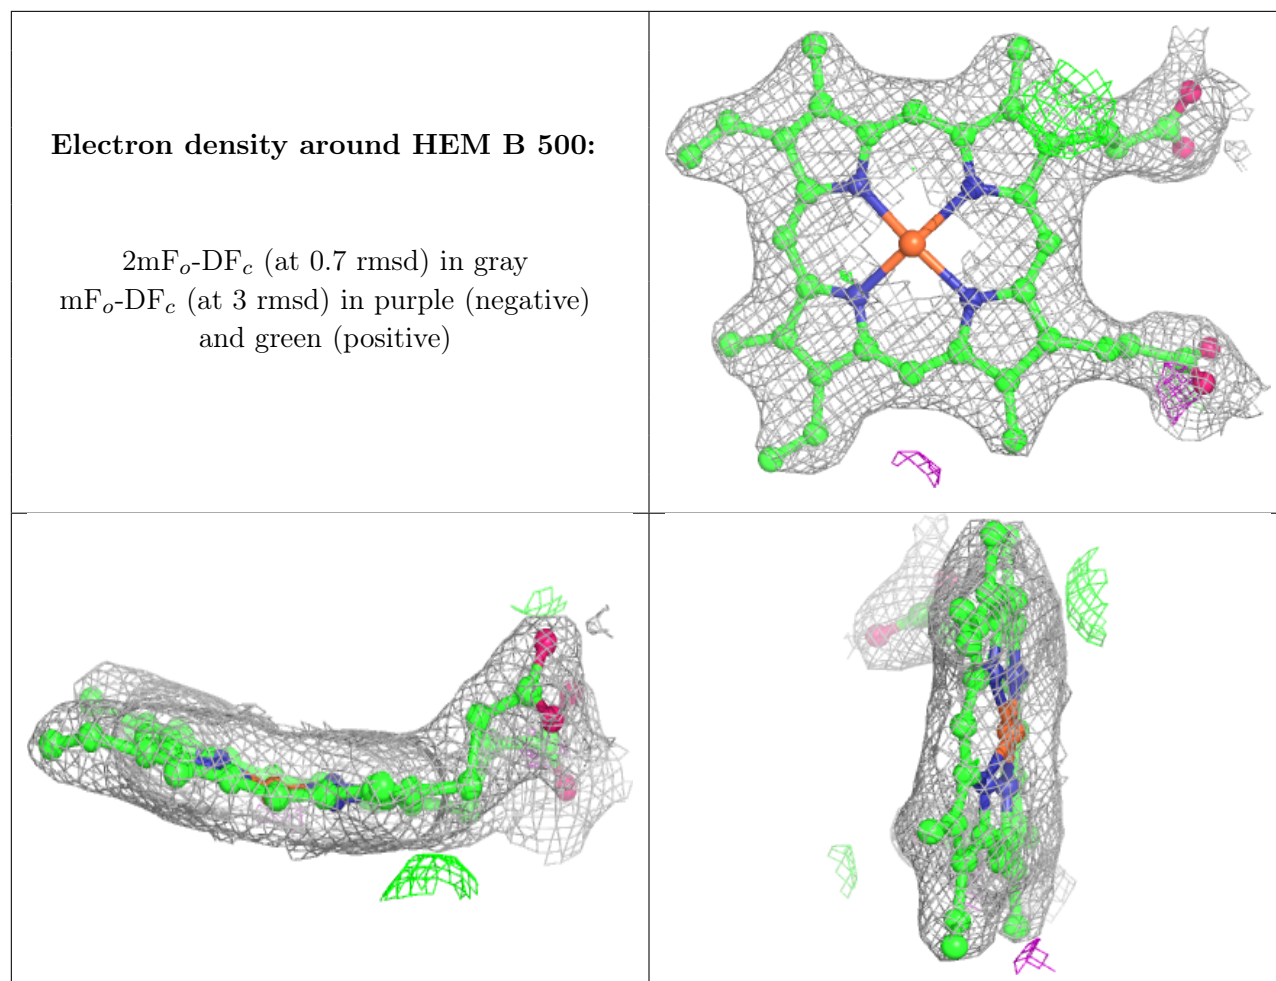 Electron density around HEM B 500:
2mFo-DFc (at 0.7 rmsd) in gray
mFo-DFc (at 3 rmsd) in purple (negative)
and green (positive)